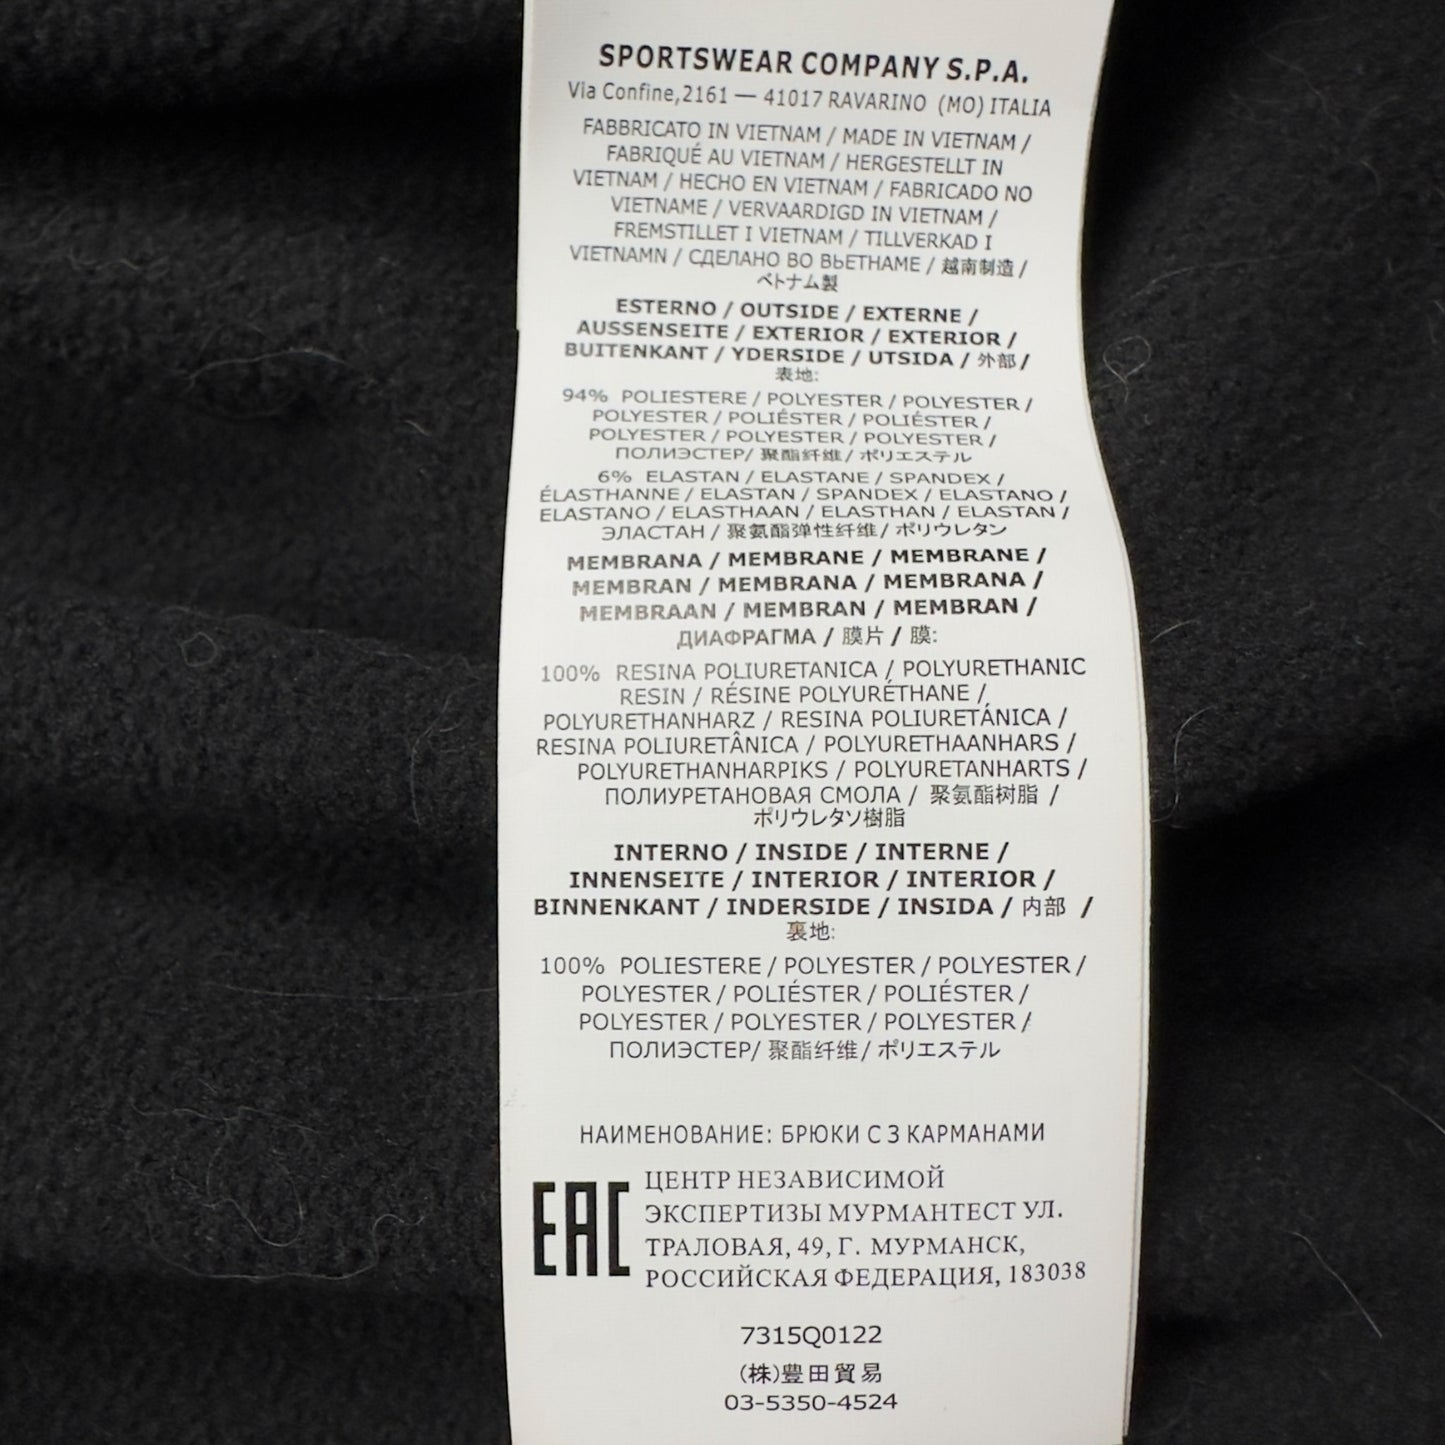 SPORTSWEAR COMPANY S.P.A.
Via Confine,2161 — 41017 RAVARINO (MO) ITALIA
FABBRICATO IN VIETNAM / MADE IN VIETNAM /
FABRIQUÉ AU VIETNAM / HERGESTELLT IN
VIETNAM / HECHO EN VIETNAM / FABRICADO NO
VIETNAME / VERVAARDIGD IN VIETNAM /
FREMSTILLET I VIETNAM / TILLVERKAD I
VIETNAMN / СДЕЛАНО ВО ВЬЕТНАМЕ / 越南制造 /
ベトナム製
ESTERNO / OUTSIDE / EXTERNE /
AUSSENSEITE / EXTERIOR / EXTERIOR /
BUITENKANT / YDERSIDE / UTSIDA / 外部 /
表地:
94% POLIESTERE / POLYESTER / POLYESTER /
POLYESTER / POLIÉSTER / POLIÉSTER /
POLYESTER / POLYESTER / POLYESTER /
ПОЛИЭСТЕР/ 聚酯纤维/ ポリエステル
6% ELASTAN / ELASTANE / SPANDEX /
ÉLASTHANNE / ELASTAN / SPANDEX / ELASTANO /
ELASTANO / ELASTHAAN / ELASTHAN / ELASTAN /
ЭЛАСТАН / 聚氨酯弹性纤维/ ポリウレタン
MEMBRANA / MEMBRANE / MEMBRANE /
MEMBRAN / MEMBRANA / MEMBRANA /
MEMBRAAN / MEMBRAN / MEMBRAN /
ДИАФРАГМА / 膜片 / 膜:
100% RESINA POLIURETANICA / POLYURETHANIC
RESIN / RÉSINE POLYURÉTHANE /
POLYURETHANHARZ / RESINA POLIURETÁNICA /
RESINA POLIURETÂNICA / POLYURETHAANHARS /
POLYURETHANHARPIKS / POLYURETANHARTS /
ПОЛИУРЕТАНОВАЯ СМОЛА / 聚氨酯树脂 /
ポリウレタソ樹脂
INTERNO / INSIDE / INTERNE /
INNENSEITE / INTERIOR / INTERIOR /
BINNENKANT / INDERSIDE / INSIDA / 内部 /
裏地:
100% POLIESTERE / POLYESTER / POLYESTER /
POLYESTER / POLIÉSTER / POLIÉSTER /
POLYESTER / POLYESTER / POLYESTER /
ПОЛИЭСТЕР/ 聚酯纤维/ ポリエステル
НАИМЕНОВАНИЕ: БРЮКИ С 3 КАРМАНАМИ
EAC
ЦЕНТР НЕЗАВИСИМОЙ
ЭКСПЕРТИЗЫ МУРМАНТЕСТ УЛ.
ТРАЛОВАЯ, 49, Г. МУРМАНСК,
РОССИЙСКАЯ ФЕДЕРАЦИЯ, 183038
7315Q0122
(株)豊田貿易
03-5350-4524